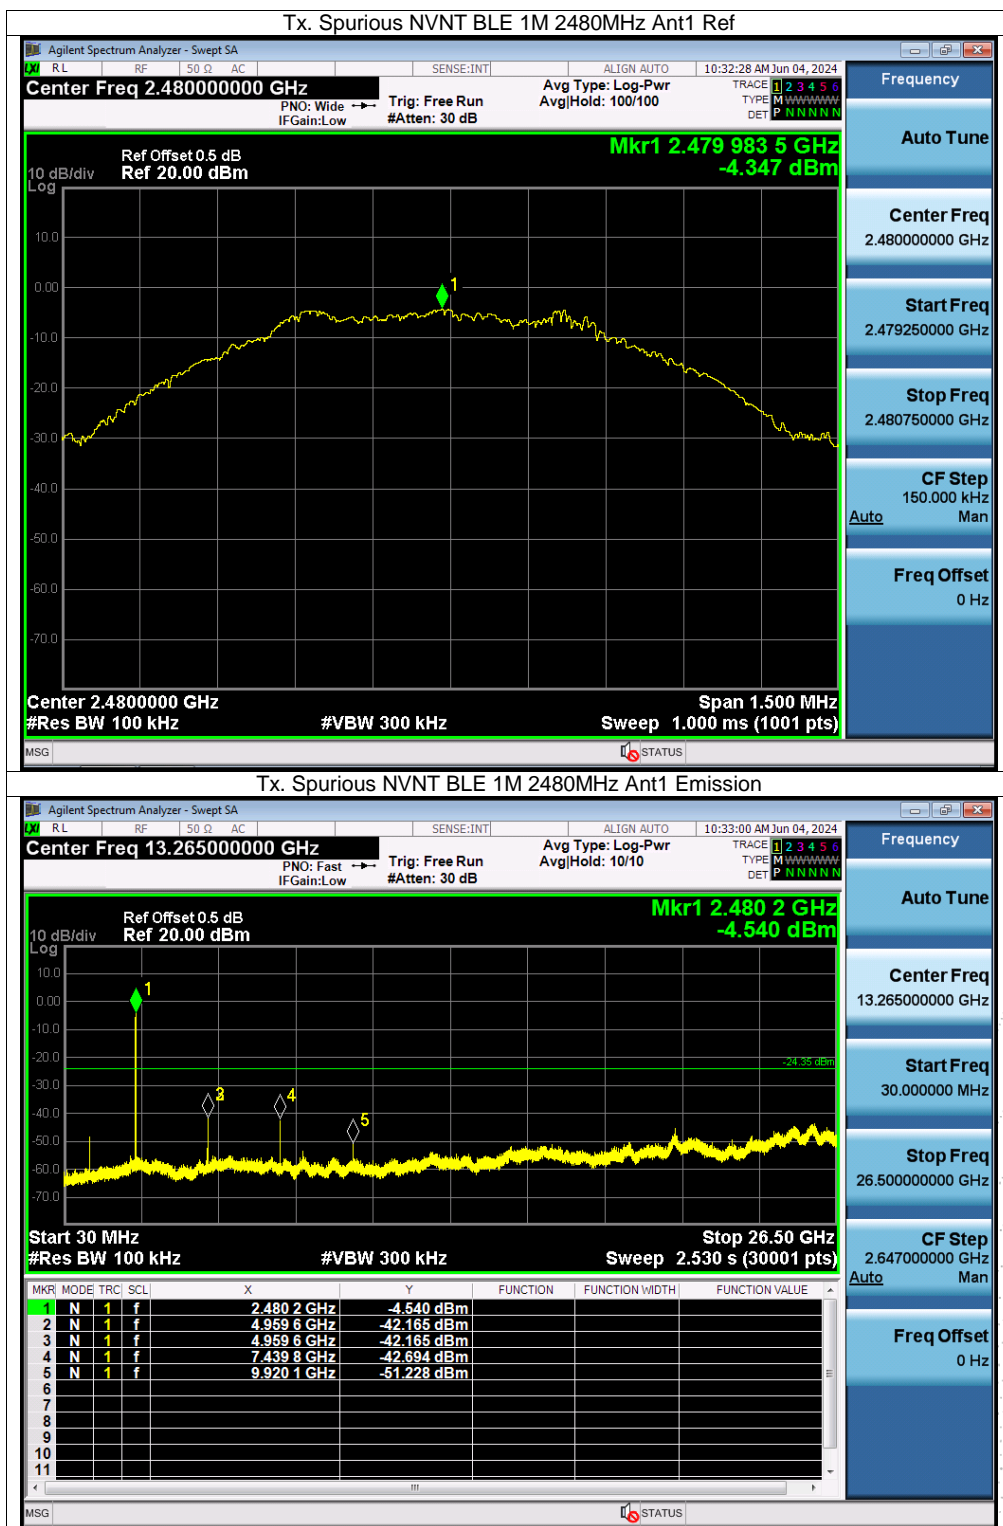 Tx. Spurious NVNT BLE 1M 2480MHz Ant1 Ref
Agilent Spectrum Analyzer - Swept SA
LXI RL RF 50 Ω AC SENSE:INT ALIGN AUTO 10:32:28 AM Jun 04, 2024
Center Freq 2.480000000 GHz
PNO: Wide
IFGain:Low
Trig: Free Run
#Atten: 30 dB
Avg Type: Log-Pwr
Avg|Hold: 100/100
TRACE 1 2 3 4 5 6
TYPE M WWWWW
DET P N N N N N
Ref Offset 0.5 dB
Ref 20.00 dBm
10 dB/div
Log
Mkr1 2.479 983 5 GHz
-4.347 dBm
10.0
0.00
-10.0
-20.0
-30.0
-40.0
-50.0
-60.0
-70.0
1
Center 2.4800000 GHz
Span 1.500 MHz
#Res BW 100 kHz
#VBW 300 kHz
Sweep 1.000 ms (1001 pts)
MSG
STATUS
Frequency
Auto Tune
Center Freq
2.480000000 GHz
Start Freq
2.479250000 GHz
Stop Freq
2.480750000 GHz
CF Step
150.000 kHz
Auto Man
Freq Offset
0 Hz
Tx. Spurious NVNT BLE 1M 2480MHz Ant1 Emission
Agilent Spectrum Analyzer - Swept SA
LXI RL RF 50 Ω AC SENSE:INT ALIGN AUTO 10:33:00 AM Jun 04, 2024
Center Freq 13.265000000 GHz
PNO: Fast
IFGain:Low
Trig: Free Run
#Atten: 30 dB
Avg Type: Log-Pwr
Avg|Hold: 10/10
TRACE 1 2 3 4 5 6
TYPE M WWWWW
DET P N N N N N
Ref Offset 0.5 dB
Ref 20.00 dBm
10 dB/div
Log
Mkr1 2.480 2 GHz
-4.540 dBm
10.0
0.00
-10.0
-20.0
-30.0
-40.0
-50.0
-60.0
-70.0
1
3
4
5
-24.35 dBm
Start 30 MHz
Stop 26.50 GHz
#Res BW 100 kHz
#VBW 300 kHz
Sweep 2.530 s (30001 pts)
MKR MODE TRC SCL X Y FUNCTION FUNCTION WIDTH FUNCTION VALUE
1 N 1 f 2.480 2 GHz -4.540 dBm
2 N 1 f 4.959 6 GHz -42.165 dBm
3 N 1 f 4.959 6 GHz -42.165 dBm
4 N 1 f 7.439 8 GHz -42.694 dBm
5 N 1 f 9.920 1 GHz -51.228 dBm
6
7
8
9
10
11
MSG
STATUS
Frequency
Auto Tune
Center Freq
13.265000000 GHz
Start Freq
30.000000 MHz
Stop Freq
26.500000000 GHz
CF Step
2.647000000 GHz
Auto Man
Freq Offset
0 Hz